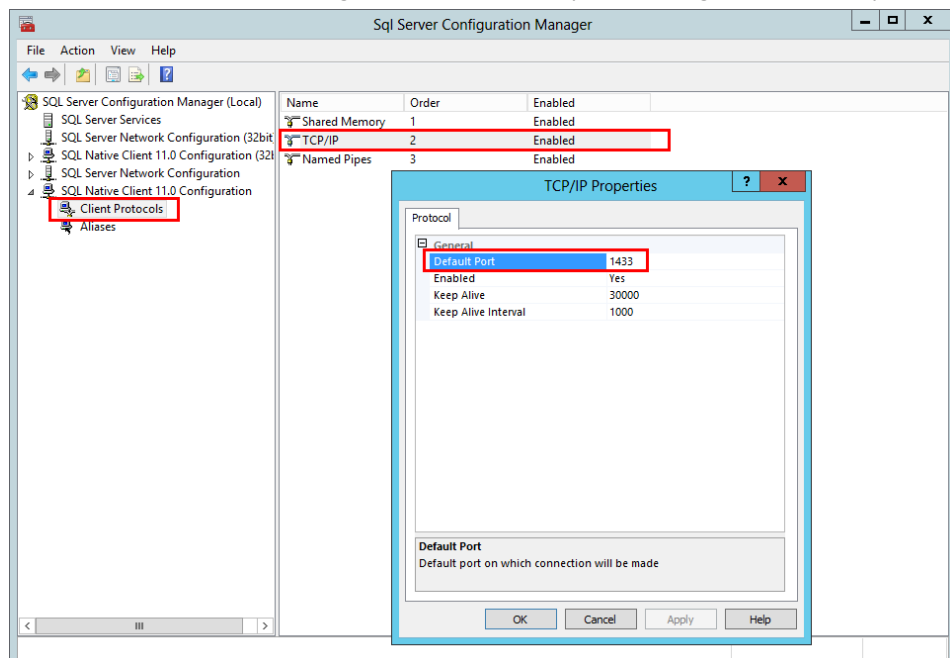 Sql Server Configuration Manager
File Action View Help
SQL Server Configuration Manager (Local)
SQL Server Services
SQL Server Network Configuration (32bit
SQL Native Client 11.0 Configuration (32
SQL Server Network Configuration
SQL Native Client 11.0 Configuration
Client Protocols
Aliases
Name Order Enabled
Shared Memory 1 Enabled
TCP/IP 2 Enabled
Named Pipes 3 Enabled
TCP/IP Properties
Protocol
General
Default Port 1433
Enabled Yes
Keep Alive 30000
Keep Alive Interval 1000
Default Port
Default port on which connection will be made
OK Cancel Apply Help